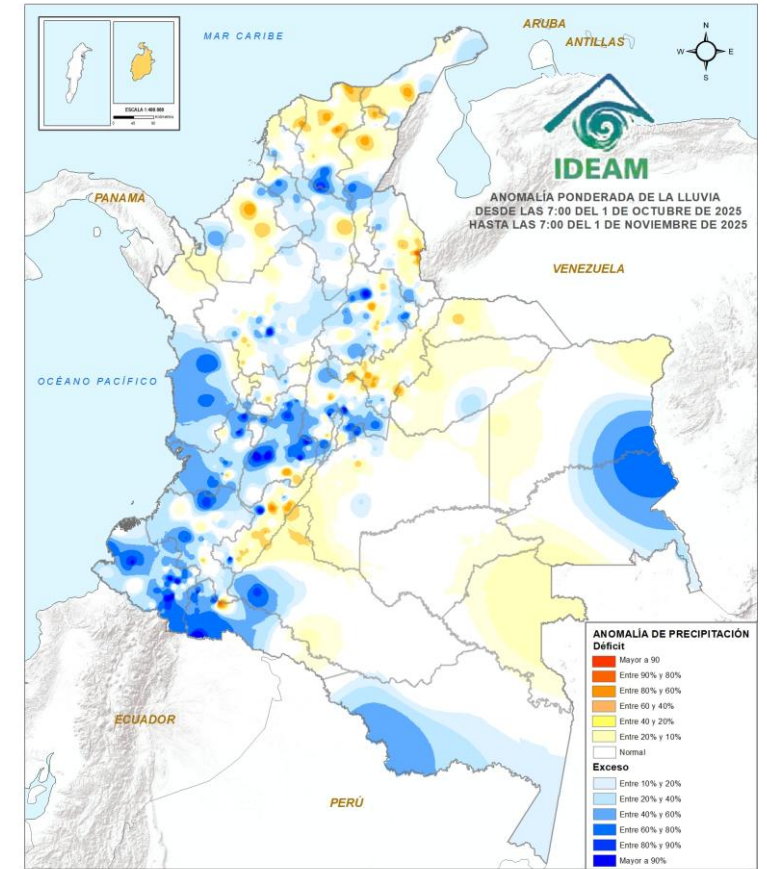 MAR CARIBE
ARUBA
ANTILLAS
N
W
E
S
ESCALA 1:400.000
IDEAM
ANOMALÍA PONDERADA DE LA LLUVIA
DESDE LAS 7:00 DEL 1 DE OCTUBRE DE 2025
HASTA LAS 7:00 DEL 1 DE NOVIEMBRE DE 2025
PANAMÁ
VENEZUELA
OCÉANO PACÍFICO
ECUADOR
PERÚ
ANOMALÍA DE PRECIPITACIÓN
Déficit
Mayor a 90
Entre 90% y 80%
Entre 80% y 60%
Entre 60 y 40%
Entre 40 y 20%
Entre 20% y 10%
Normal
Exceso
Entre 10% y 20%
Entre 20% y 40%
Entre 40% y 60%
Entre 60% y 80%
Entre 80% y 90%
Mayor a 90%